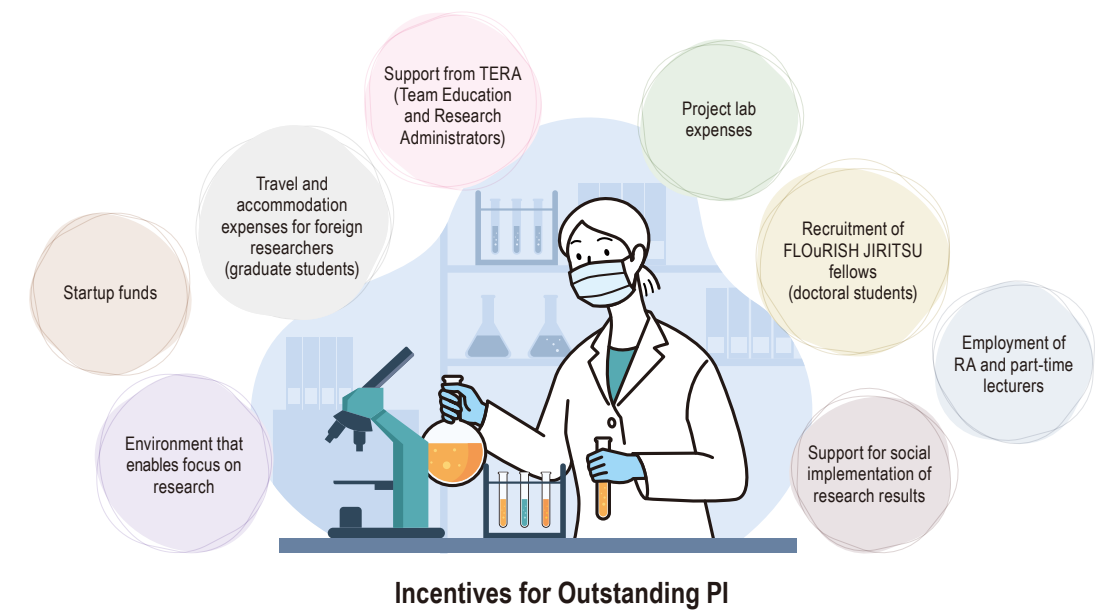 Support from TERA
(Team Education
and Research
Administrators)
Project lab
expenses
Travel and
accommodation
expenses for foreign
researchers
(graduate students)
Recruitment of
FLOuRISH JIRITSU
fellows
(doctoral students)
Startup funds
Employment of
RA and part-time
lecturers
Environment that
enables focus on
research
Support for social
implementation of
research results
Incentives for Outstanding PI